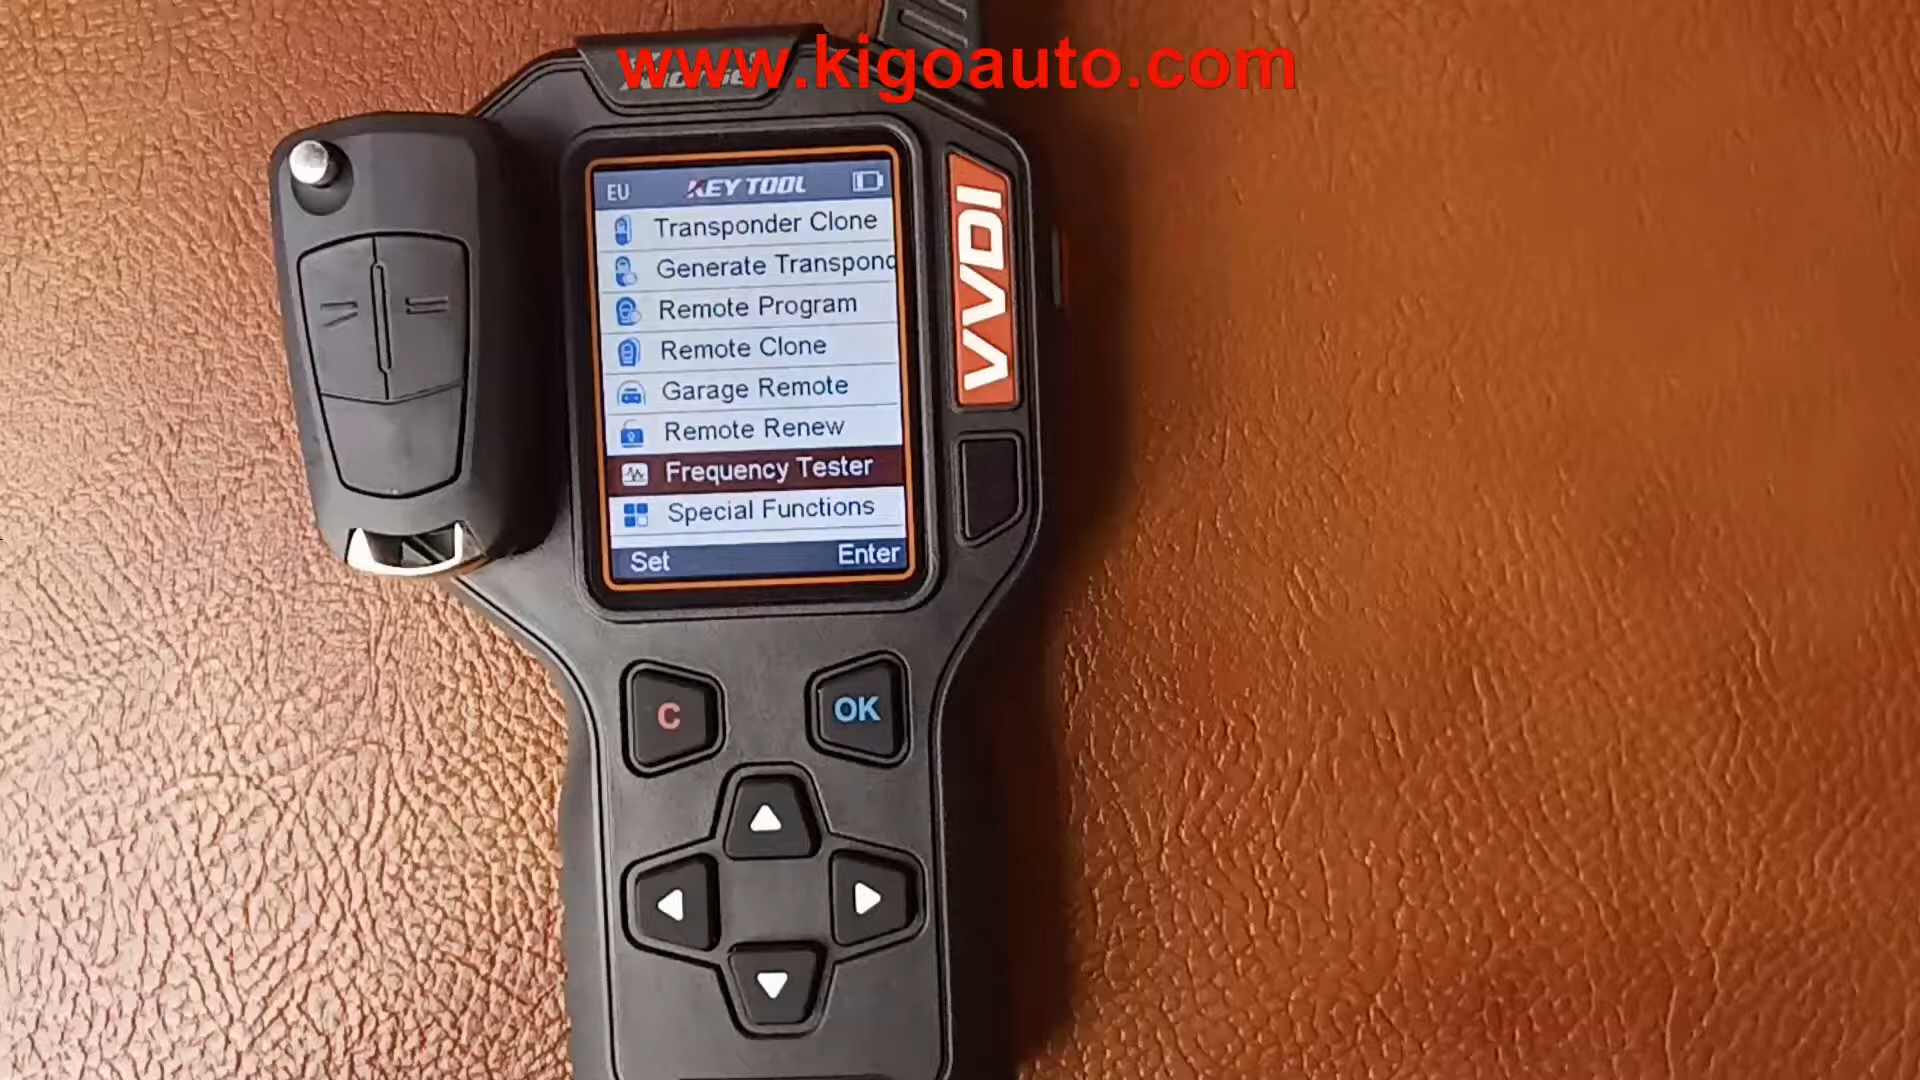 www.kigoauto.com
EU KEY TOOL
Transponder Clone
Generate Transpond
Remote Program
Remote Clone
Garage Remote
Remote Renew
Frequency Tester
Special Functions
Set Enter
VVDI
C OK